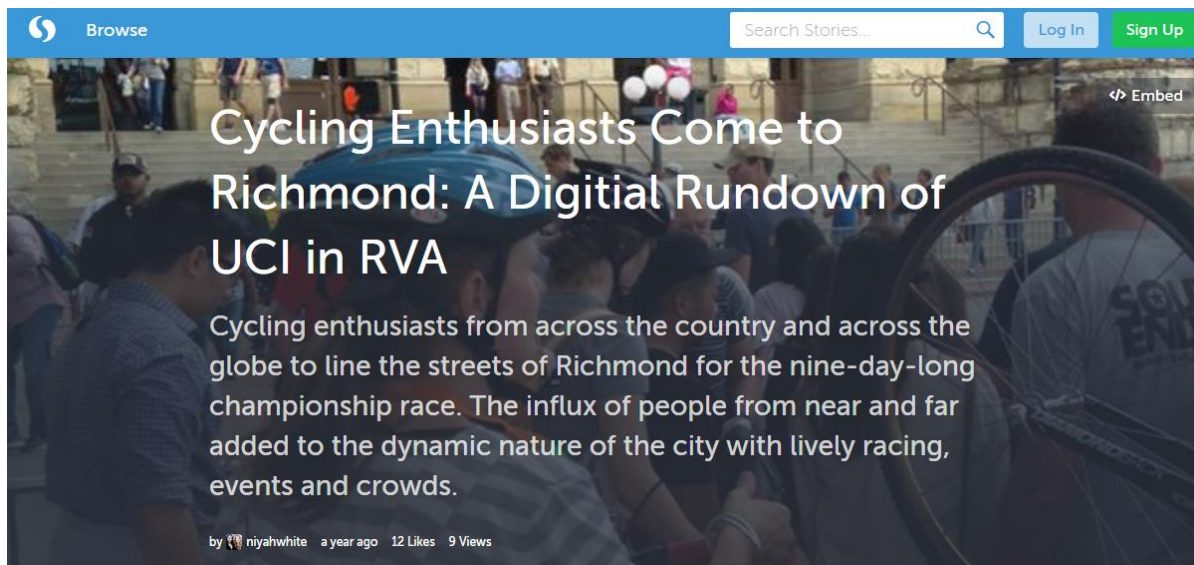 Browse
Search Stories...
Log In
Sign Up
</> Embed
Cycling Enthusiasts Come to
Richmond: A Digitial Rundown of
UCI in RVA
Cycling enthusiasts from across the country and across the
globe to line the streets of Richmond for the nine-day-long
championship race. The influx of people from near and far
added to the dynamic nature of the city with lively racing,
events and crowds.
by niyahwhite a year ago 12 Likes 9 Views